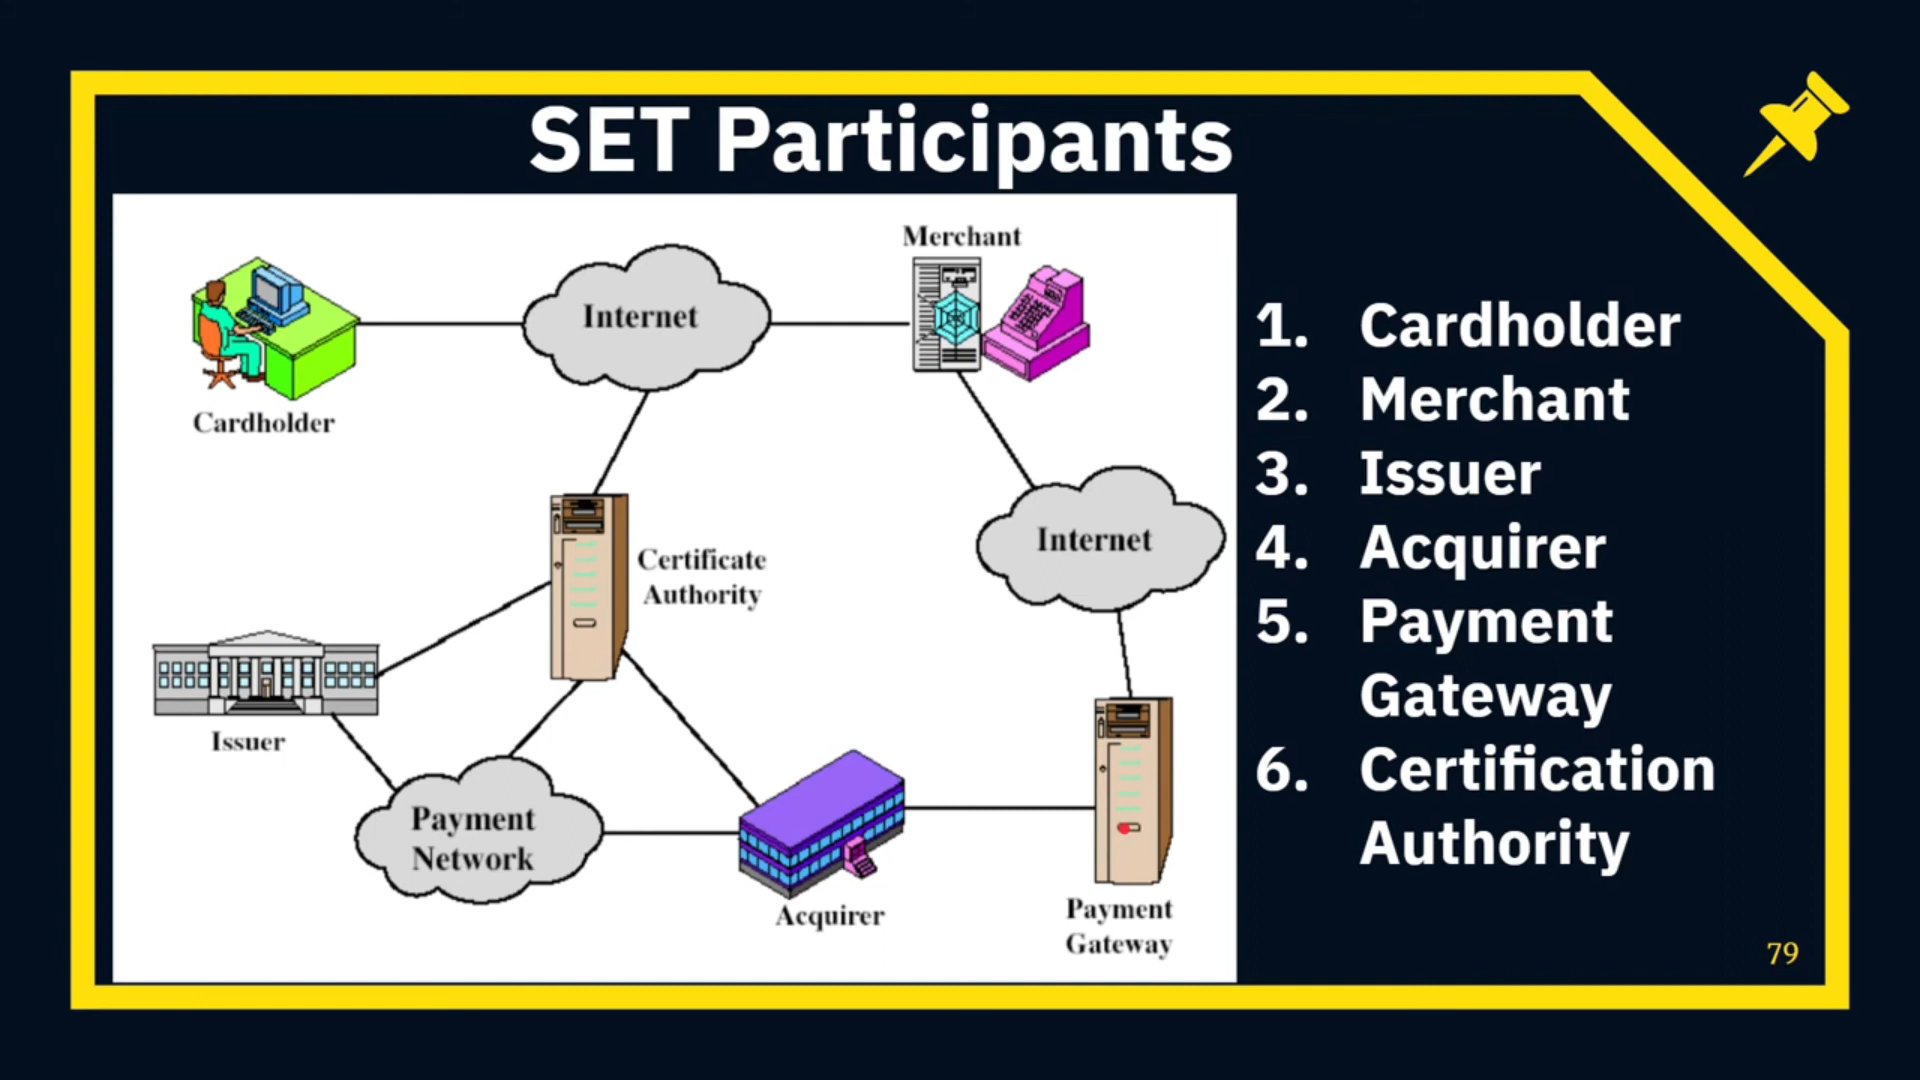 SET Participants
Merchant
Internet
Cardholder
Internet
Certificate
Authority
Issuer
Payment
Network
Acquirer
Payment
Gateway
1. Cardholder
2. Merchant
3. Issuer
4. Acquirer
5. Payment
Gateway
6. Certification
Authority
79